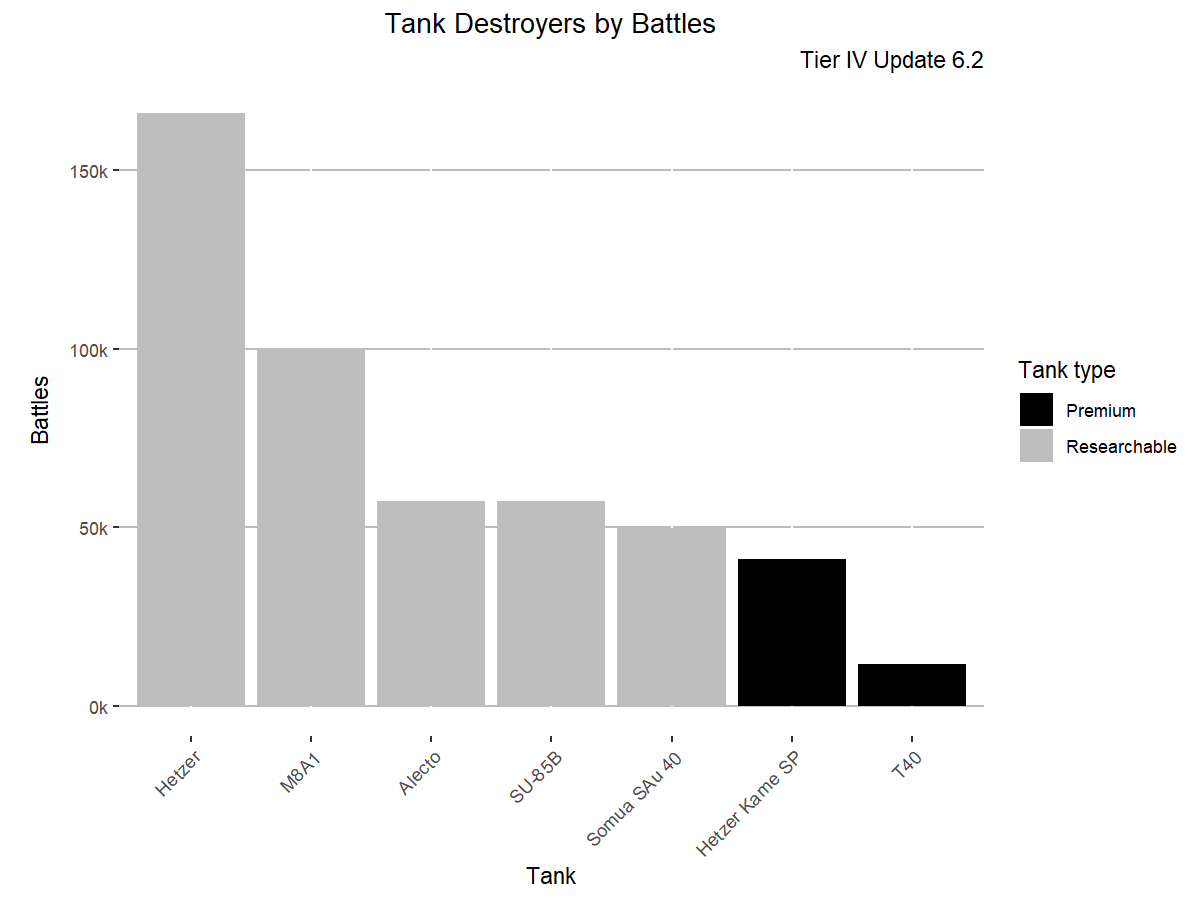 Tank Destroyers by Battles
Tier IV Update 6.2
150k
100k
50k
0k
Battles
Hetzer
M8A1
Alecto
SU-85B
Somua SAu 40
Hetzer Kame SP
T40
Tank
Tank type
Premium
Researchable